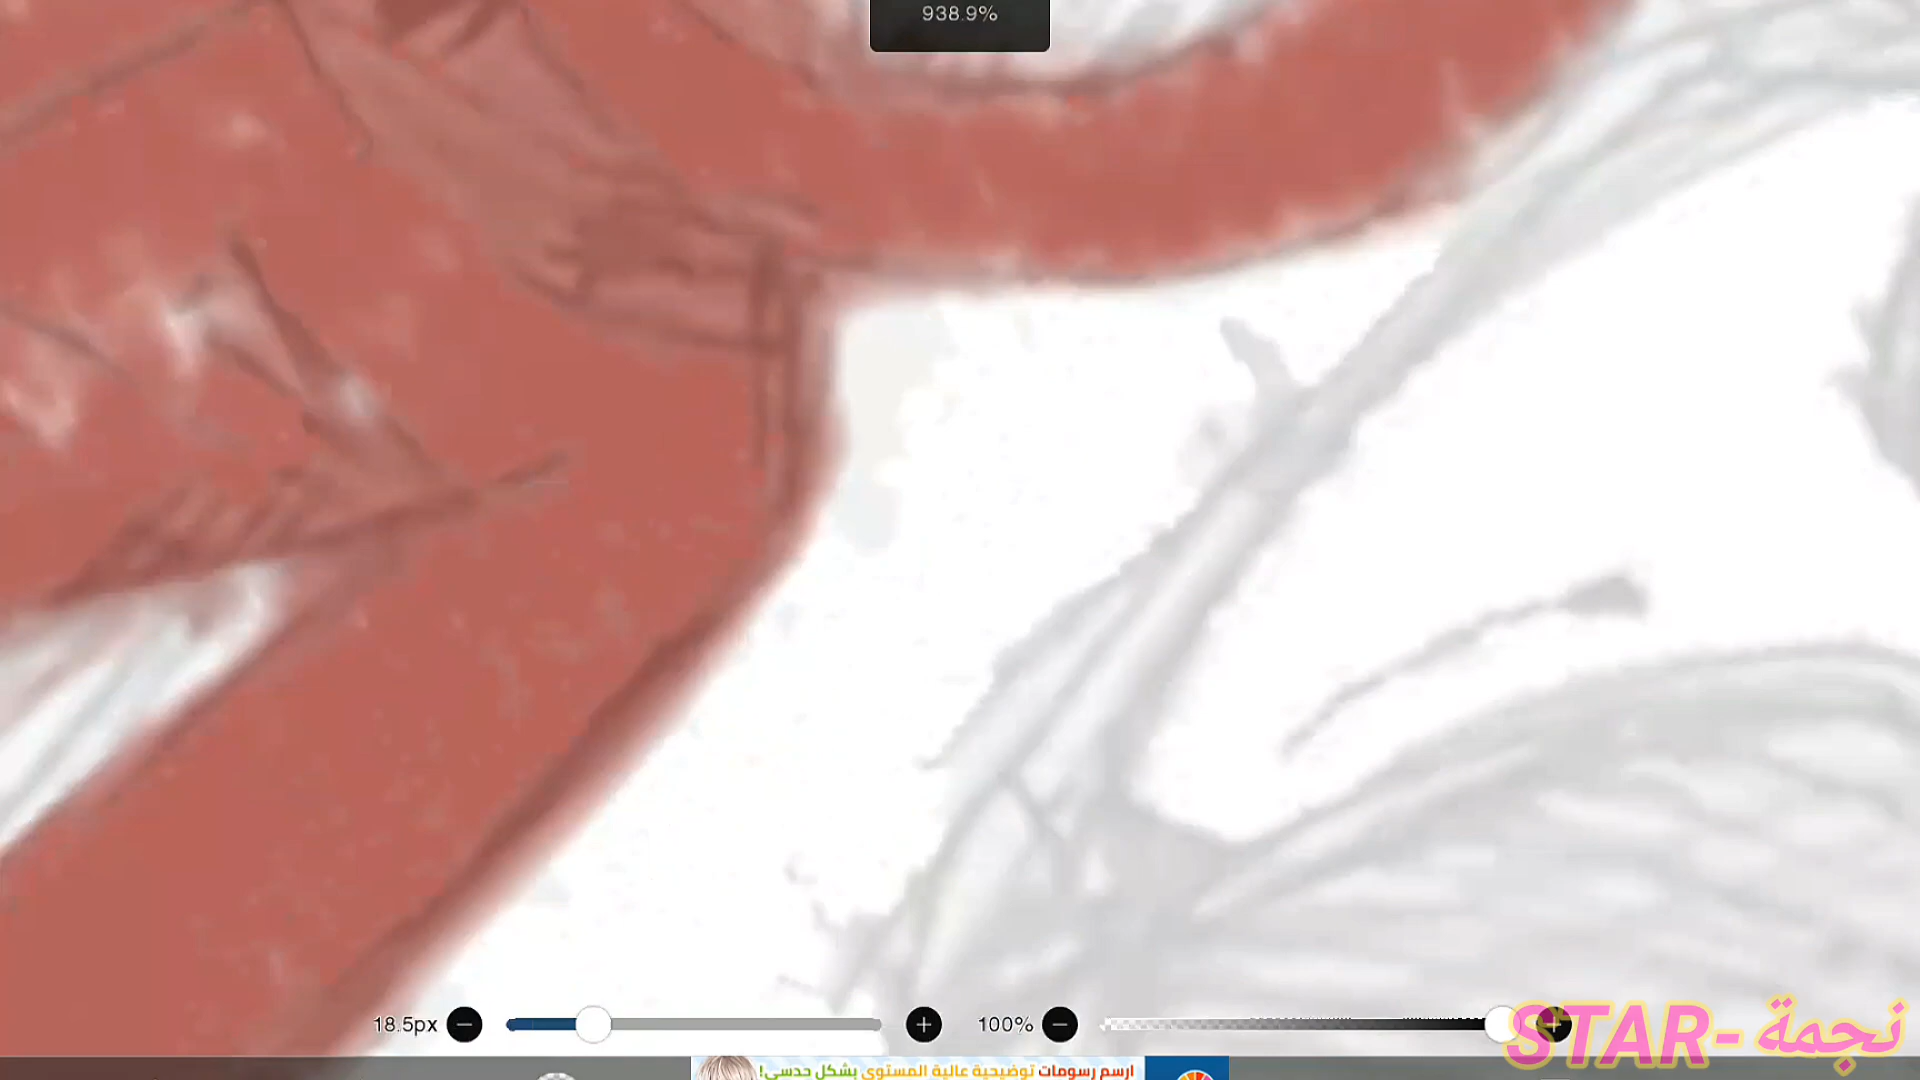 938.9%
18.5px
100%
STAR- نجمة
ارسم رسومات توضيحية عالية المستوى بشكل حدسي!